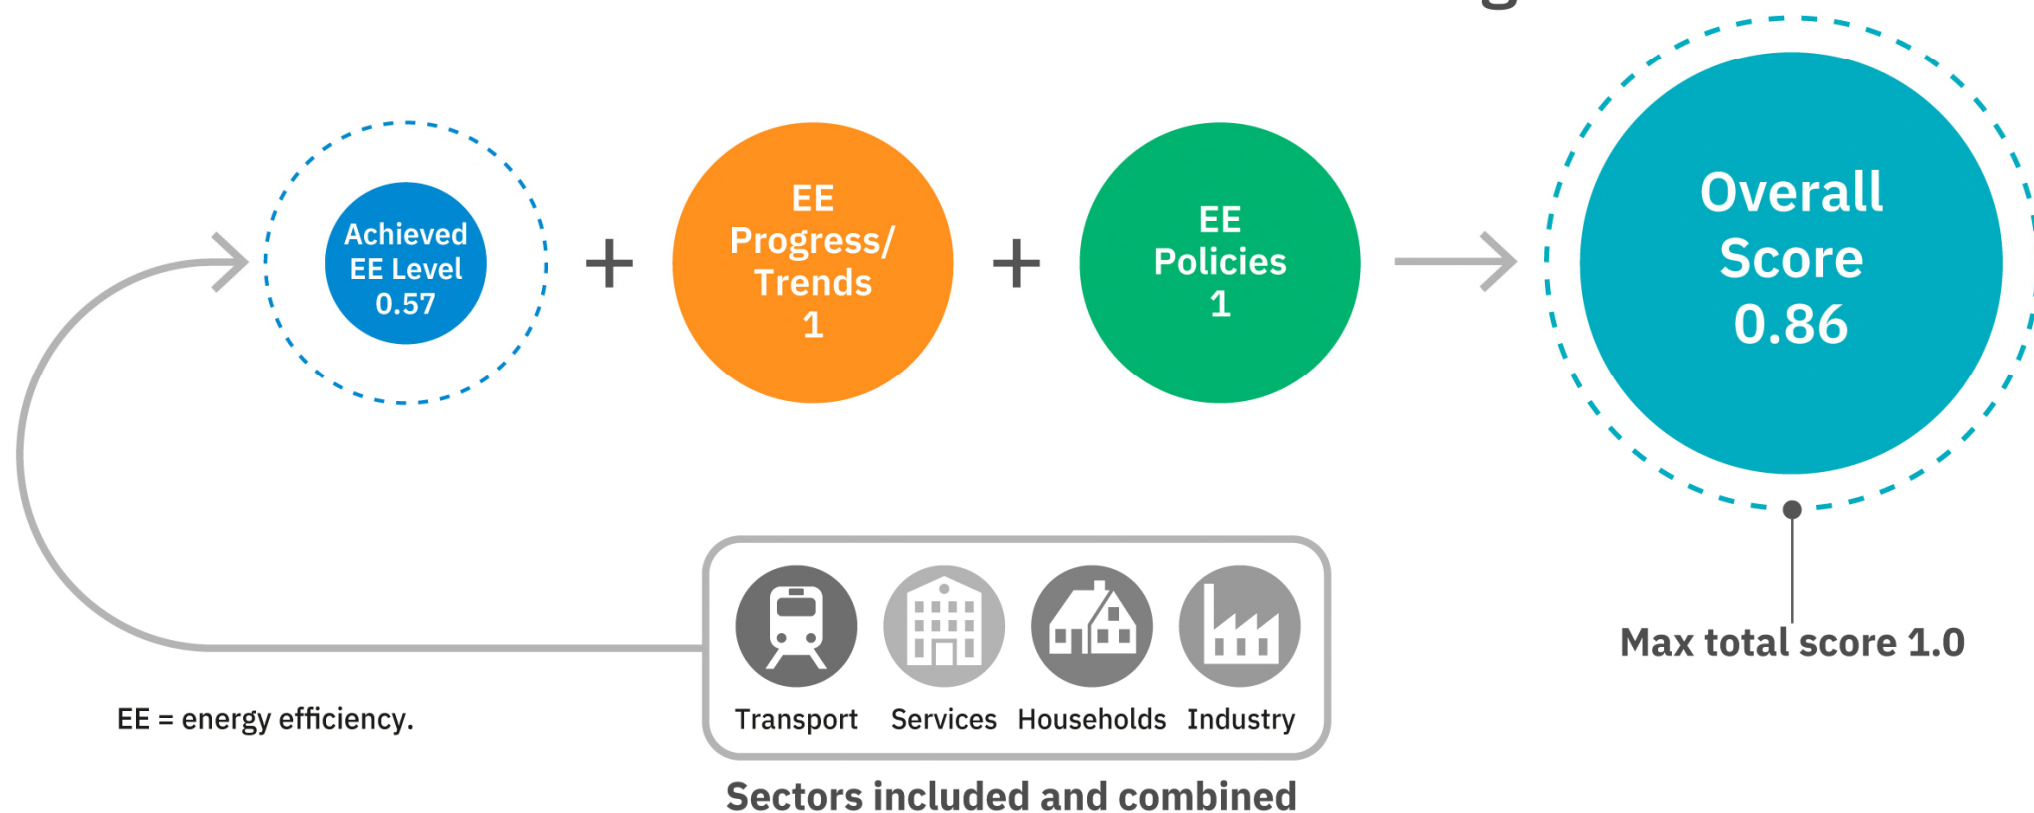 Achieved
EE Level
0.57
+
EE
Progress/
Trends
1
+
EE
Policies
1
Overall
Score
0.86
Max total score 1.0
Transport
Services
Households
Industry
EE = energy efficiency.
Sectors included and combined